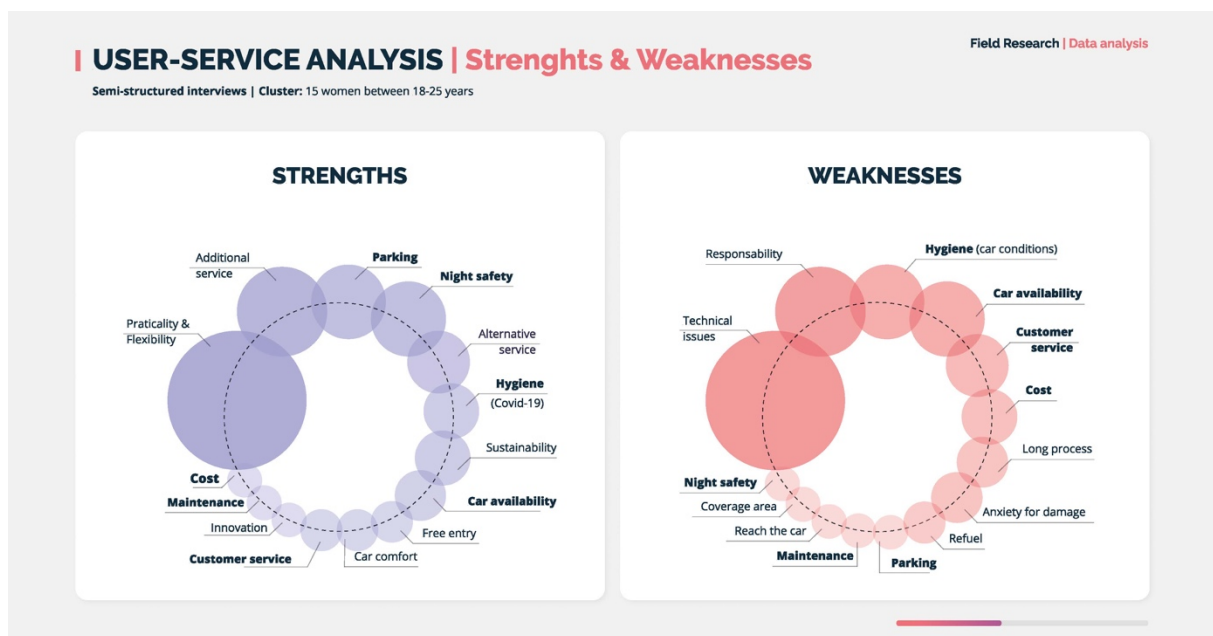 USER-SERVICE ANALYSIS | Strenghts & Weaknesses
Field Research | Data analysis
Semi-structured interviews | Cluster: 15 women between 18-25 years
STRENGTHS
Additional
service
Parking
Night safety
Praticality &
Flexibility
Alternative
service
Hygiene
(Covid-19)
Sustainability
Cost
Maintenance
Car availability
Innovation
Free entry
Customer service
Car comfort
WEAKNESSES
Responsability
Hygiene (car conditions)
Car availability
Technical
issues
Customer
service
Cost
Long process
Night safety
Coverage area
Anxiety for damage
Reach the car
Refuel
Maintenance
Parking